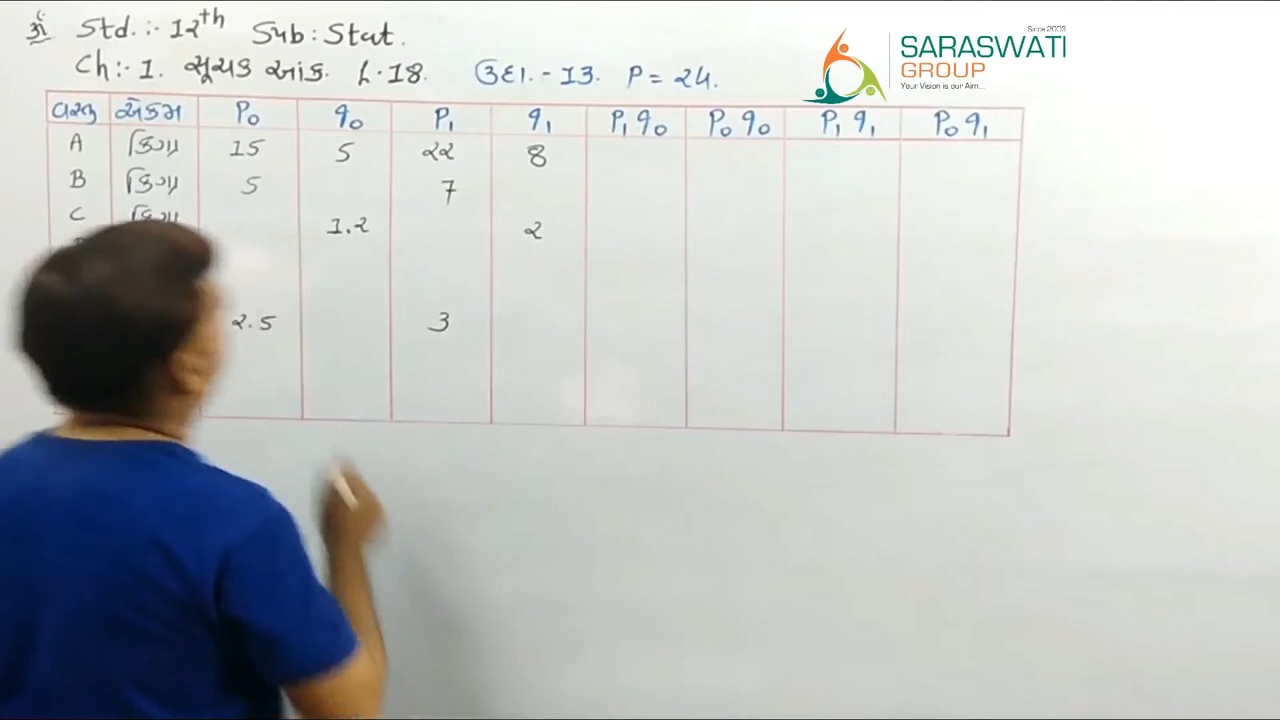 ૐ Std.:- 12th Sub: Stat.
Ch:- 1. સૂચક આંક L.18. ઉદા.- 13. P = 24.
Since 2003
SARASWATI
GROUP
Your Vision is our Aim...
વસ્તુ એકમ P₀ q₀ P₁ q₁ P₁q₀ P₀q₀ P₁q₁ P₀q₁
A કિગ્રા 15 5 22 8
B કિગ્રા 5 7
C કિગ્રા 1.2 2
2.5 3